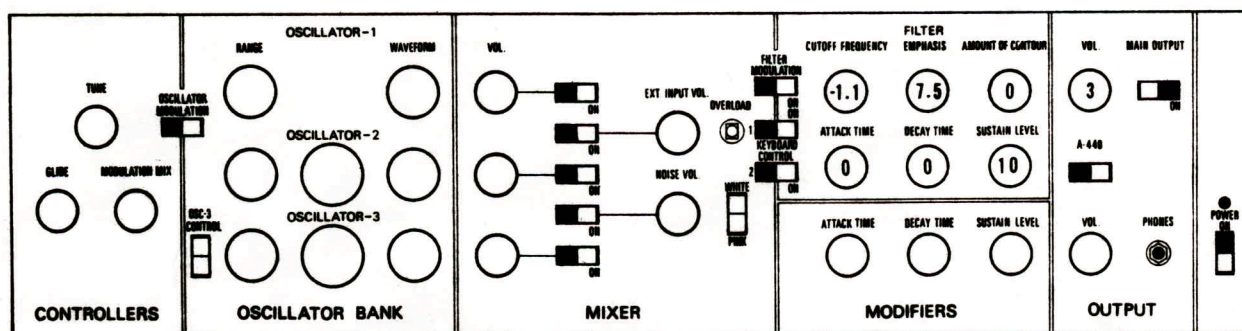 TUNE
GLIDE
MODULATION MIX
CONTROLLERS
OSCILLATOR
MODULATION
OSCILLATOR-1
RANGE
WAVEFORM
OSCILLATOR-2
OSCILLATOR-3
OSC-3
CONTROL
OSCILLATOR BANK
VOL.
ON
ON
ON
ON
ON
EXT INPUT VOL.
OVERLOAD
NOISE VOL.
WHITE
PINK
MIXER
FILTER
MODULATION
ON
ON
1
KEYBOARD
CONTROL
2
ON
FILTER
CUTOFF FREQUENCY
EMPHASIS
AMOUNT OF CONTOUR
-1.1
7.5
0
ATTACK TIME
DECAY TIME
SUSTAIN LEVEL
0
0
10
ATTACK TIME
DECAY TIME
SUSTAIN LEVEL
MODIFIERS
VOL.
MAIN OUTPUT
3
ON
A-440
VOL.
PHONES
OUTPUT
POWER
ON